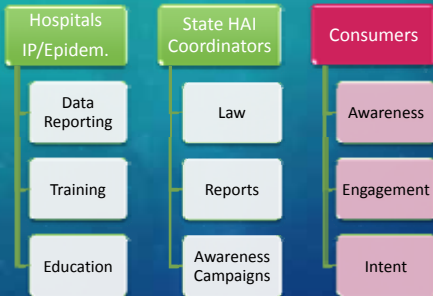 Hospitals
IP/Epidem.
Data
Reporting
Training
Education
State HAI
Coordinators
Law
Reports
Awareness
Campaigns
Consumers
Awareness
Engagement
Intent